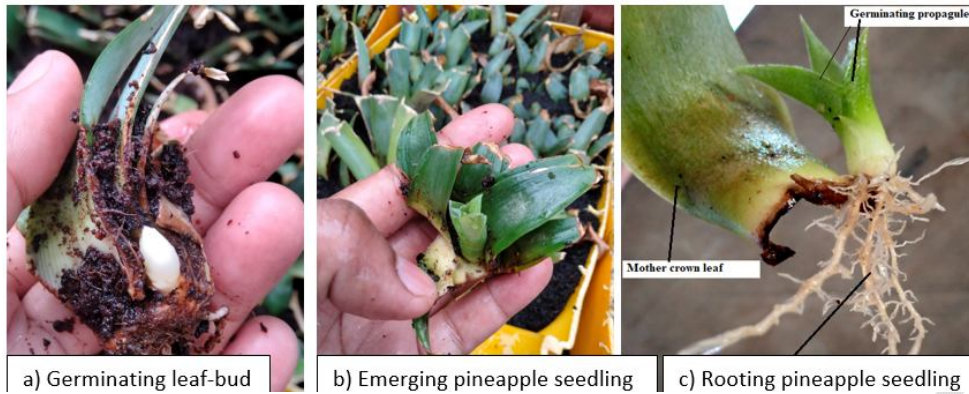 Germinating propagule
Mother crown leaf
a) Germinating leaf-bud
b) Emerging pineapple seedling
c) Rooting pineapple seedling